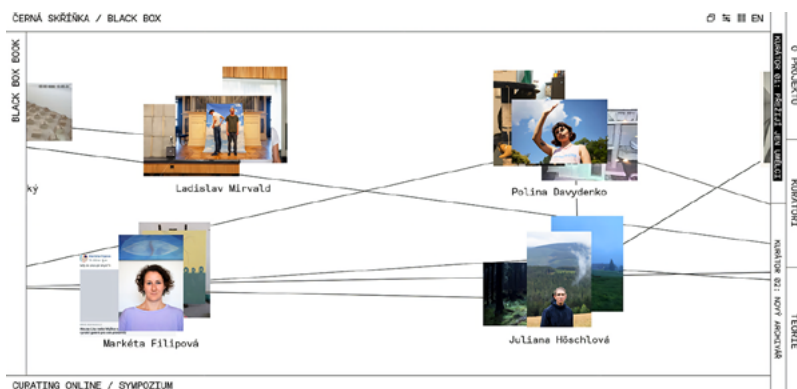 ČERNÁ SKŘÍŇKA / BLACK BOX
EN
BLACK BOX BOOK
ký
Ladislav Mirvald
Polina Davydenko
Markéta Filipová
Juliana Höschlová
KURÁTOR 01: PŘEŽIJÍ JEN UMĚLCI
KURÁTOR 02: NOVÝ ARCHIVÁŘ
O PROJEKTU
KURÁTOŘI
TEORIE
CURATING ONLINE / SYMPOZIUM